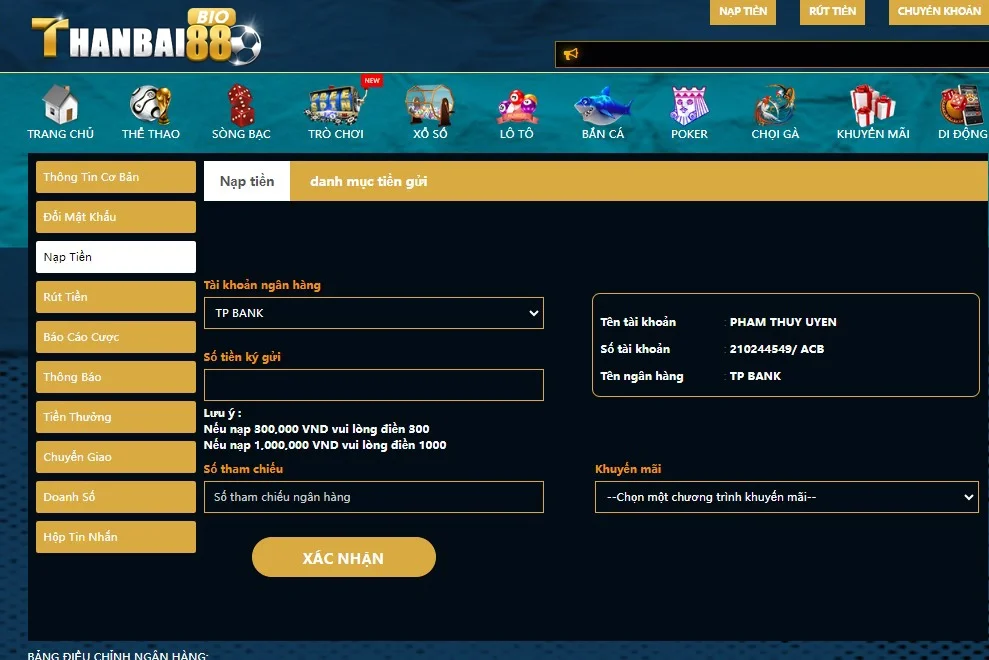 NẠP TIỀN RÚT TIỀN CHUYỂN KHOẢN
BIO
THANBAI88
NEW
TRANG CHỦ THỂ THAO SÒNG BẠC TRÒ CHƠI XỔ SỐ LÔ TÔ BẮN CÁ POKER CHỌI GÀ KHUYẾN MÃI DI ĐỘNG
Thông Tin Cơ Bản
Đổi Mật Khẩu
Nạp Tiền
Rút Tiền
Báo Cáo Cược
Thông Báo
Tiền Thưởng
Chuyển Giao
Doanh Số
Hộp Tin Nhắn
Nạp tiền danh mục tiền gửi
Tài khoản ngân hàng
TP BANK
Số tiền ký gửi
Lưu ý :
Nếu nạp 300,000 VND vui lòng điền 300
Nếu nạp 1,000,000 VND vui lòng điền 1000
Số tham chiếu
Số tham chiếu ngân hàng
XÁC NHẬN
Tên tài khoản : PHAM THUY UYEN
Số tài khoản : 210244549/ ACB
Tên ngân hàng : TP BANK
Khuyến mãi
--Chọn một chương trình khuyến mãi--
BẢNG ĐIỀU CHỈNH NGÂN HÀNG: